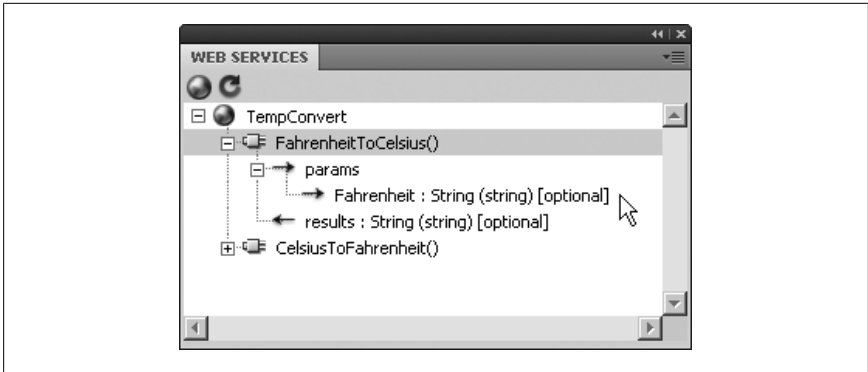 WEB SERVICES
TempConvert
FahrenheitToCelsius()
params
Fahrenheit : String (string) [optional]
results : String (string) [optional]
CelsiusToFahrenheit()